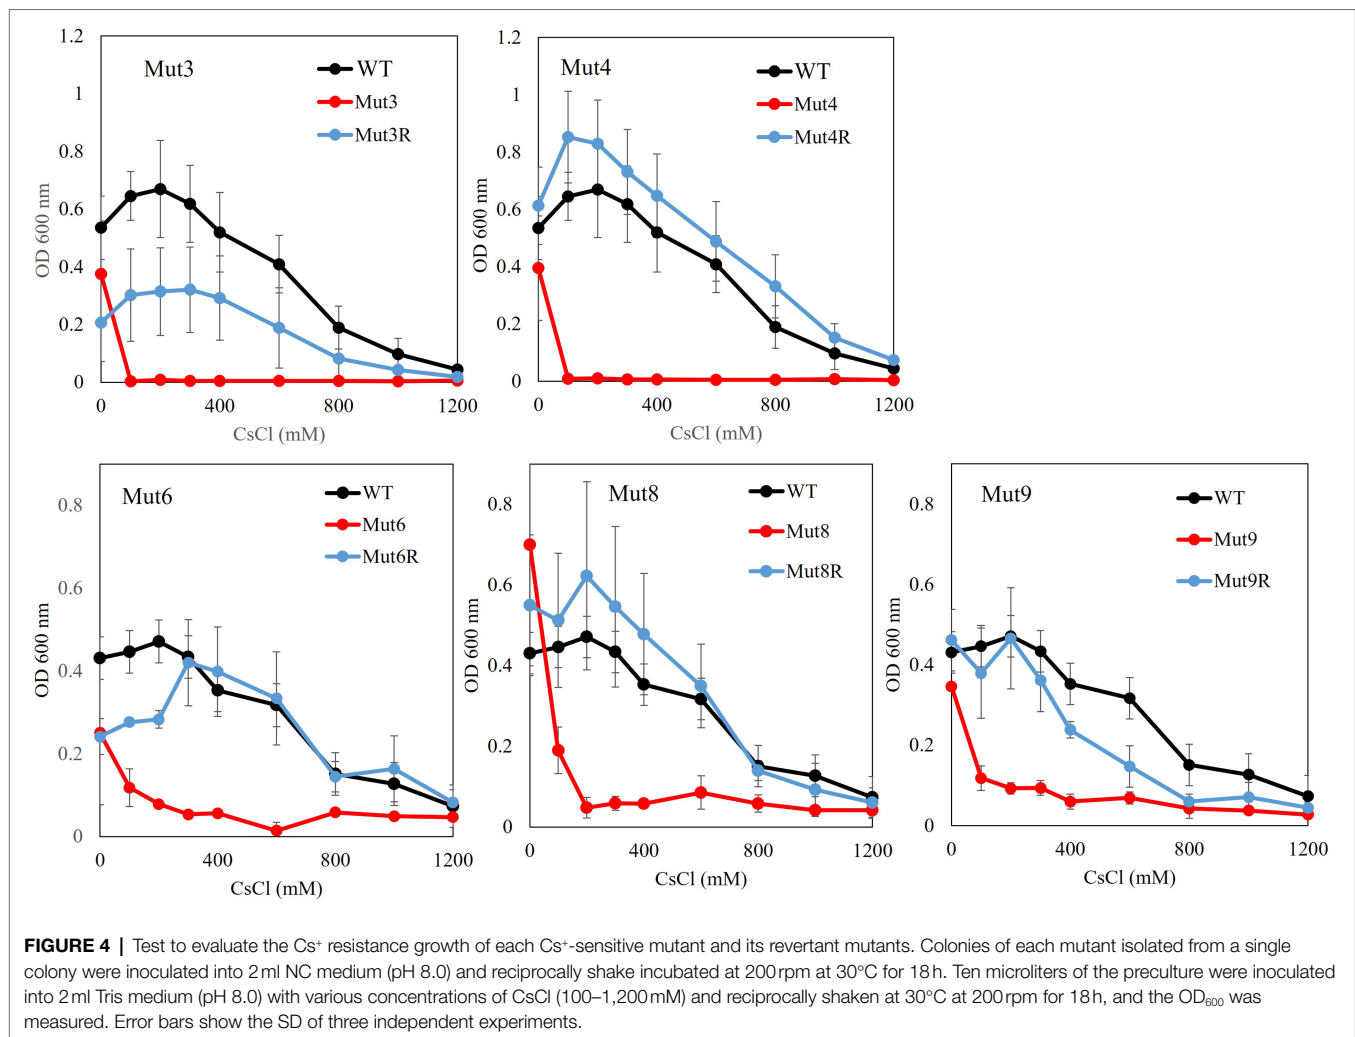 Mut3
WT
Mut3
Mut3R
1.2
1
0.8
0.6
0.4
0.2
0
OD 600 nm
0 400 800 1200
CsCl (mM)
Mut4
WT
Mut4
Mut4R
1.2
1
0.8
0.6
0.4
0.2
0
OD 600 nm
0 400 800 1200
CsCl (mM)
Mut6
WT
Mut6
Mut6R
0.8
0.6
0.4
0.2
0
OD 600 nm
0 400 800 1200
CsCl (mM)
Mut8
WT
Mut8
Mut8R
0.8
0.6
0.4
0.2
0
OD 600 nm
0 400 800 1200
CsCl (mM)
Mut9
WT
Mut9
Mut9R
0.8
0.6
0.4
0.2
0
OD 600 nm
0 400 800 1200
CsCl (mM)
FIGURE 4 | Test to evaluate the Cs⁺ resistance growth of each Cs⁺-sensitive mutant and its revertant mutants. Colonies of each mutant isolated from a single
colony were inoculated into 2 ml NC medium (pH 8.0) and reciprocally shake incubated at 200 rpm at 30°C for 18 h. Ten microliters of the preculture were inoculated
into 2 ml Tris medium (pH 8.0) with various concentrations of CsCl (100–1,200 mM) and reciprocally shaken at 30°C at 200 rpm for 18 h, and the OD₆₀₀ was
measured. Error bars show the SD of three independent experiments.